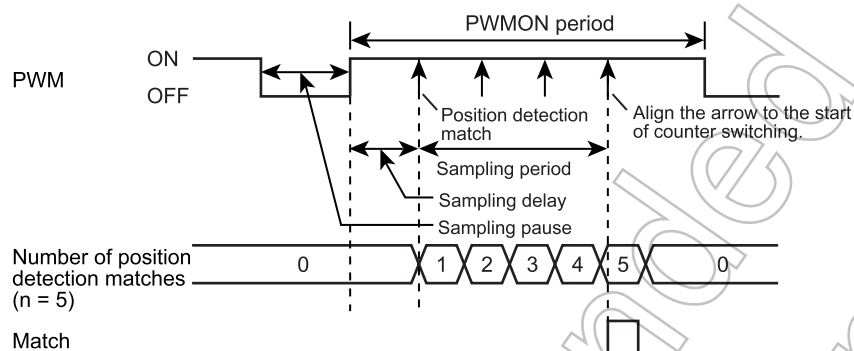 PWMON period
ON
PWM
OFF
Position detection
match
Align the arrow to the start
of counter switching.
Sampling period
Sampling delay
Sampling pause
Number of position
detection matches
(n = 5)
0 1 2 3 4 5 0
Match